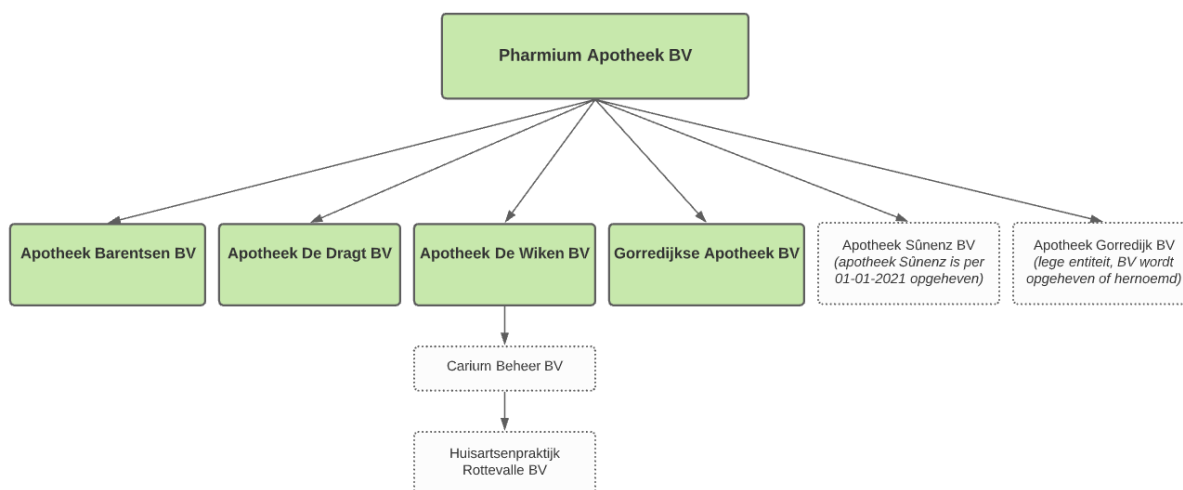 Pharmium Apotheek BV
Apotheek Barentsen BV
Apotheek De Dragt BV
Apotheek De Wiken BV
Gorredijkse Apotheek BV
Apotheek Sûnenz BV
(apotheek Sûnenz is per
01-01-2021 opgeheven)
Apotheek Gorredijk BV
(lege entiteit, BV wordt
opgeheven of hernoemd)
Carium Beheer BV
Huisartsenpraktijk
Rottevalle BV